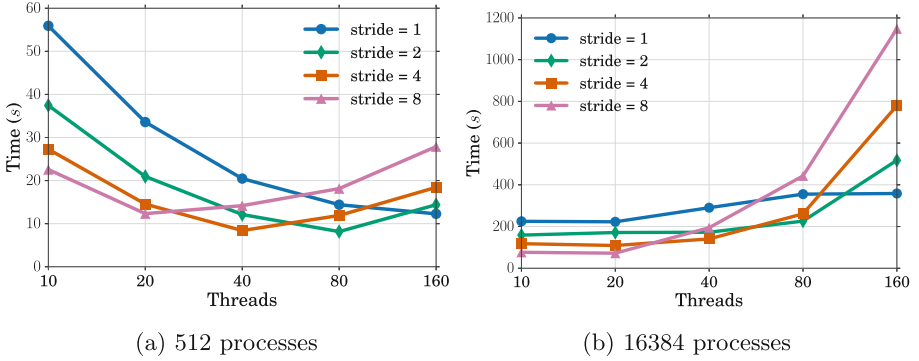 60
50
40
30
20
10
0
Time (s)
10 20 40 80 160
Threads
stride = 1
stride = 2
stride = 4
stride = 8
(a) 512 processes
1200
1000
800
600
400
200
0
Time (s)
10 20 40 80 160
Threads
stride = 1
stride = 2
stride = 4
stride = 8
(b) 16384 processes